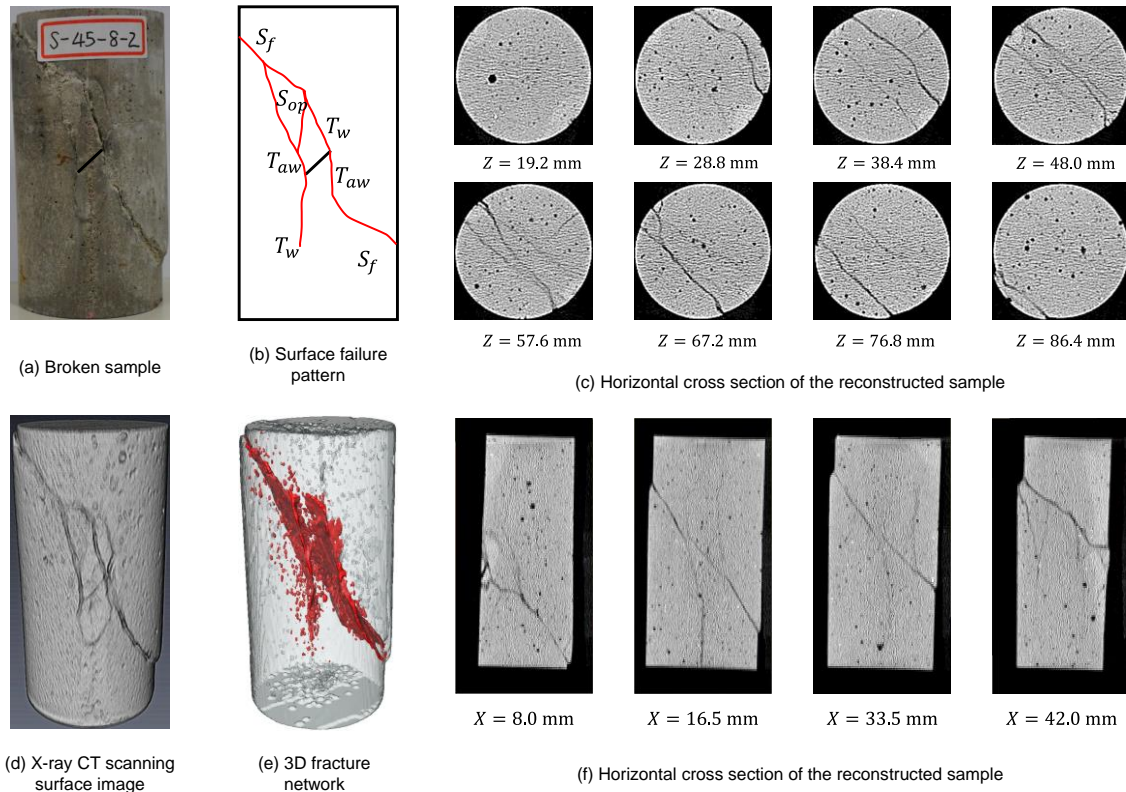 S-45-8-2
S_f
S_op
T_w
T_aw
T_aw
T_w
S_f
Z = 19.2 mm
Z = 28.8 mm
Z = 38.4 mm
Z = 48.0 mm
Z = 57.6 mm
Z = 67.2 mm
Z = 76.8 mm
Z = 86.4 mm
(a) Broken sample
(b) Surface failure
pattern
(c) Horizontal cross section of the reconstructed sample
X = 8.0 mm
X = 16.5 mm
X = 33.5 mm
X = 42.0 mm
(d) X-ray CT scanning
surface image
(e) 3D fracture
network
(f) Horizontal cross section of the reconstructed sample